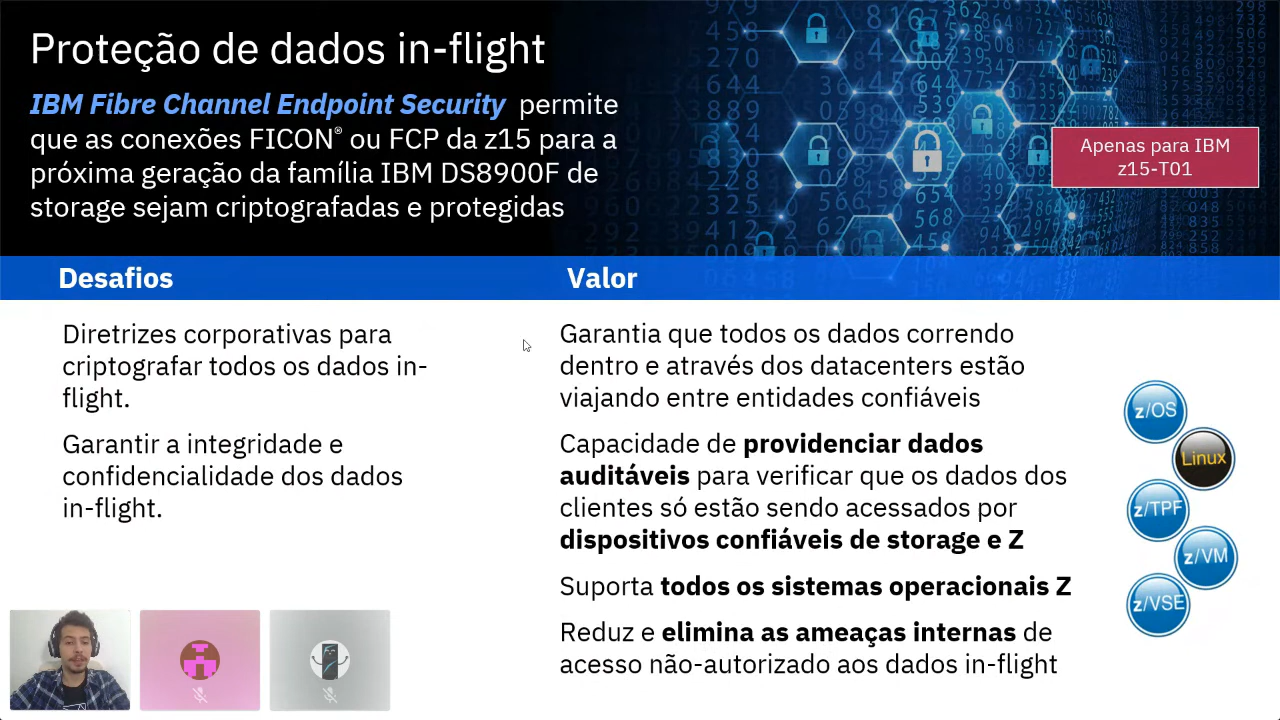 Proteção de dados in-flight
IBM Fibre Channel Endpoint Security permite
que as conexões FICON® ou FCP da z15 para a
próxima geração da família IBM DS8900F de
storage sejam criptografadas e protegidas
Apenas para IBM
z15-T01
Desafios
Diretrizes corporativas para
criptografar todos os dados in-
flight.
Garantir a integridade e
confidencialidade dos dados
in-flight.
Valor
Garantia que todos os dados correndo
dentro e através dos datacenters estão
viajando entre entidades confiáveis
Capacidade de providenciar dados
auditáveis para verificar que os dados dos
clientes só estão sendo acessados por
dispositivos confiáveis de storage e Z
Suporta todos os sistemas operacionais Z
Reduz e elimina as ameaças internas de
acesso não-autorizado aos dados in-flight
z/OS
Linux
z/TPF
z/VM
z/VSE